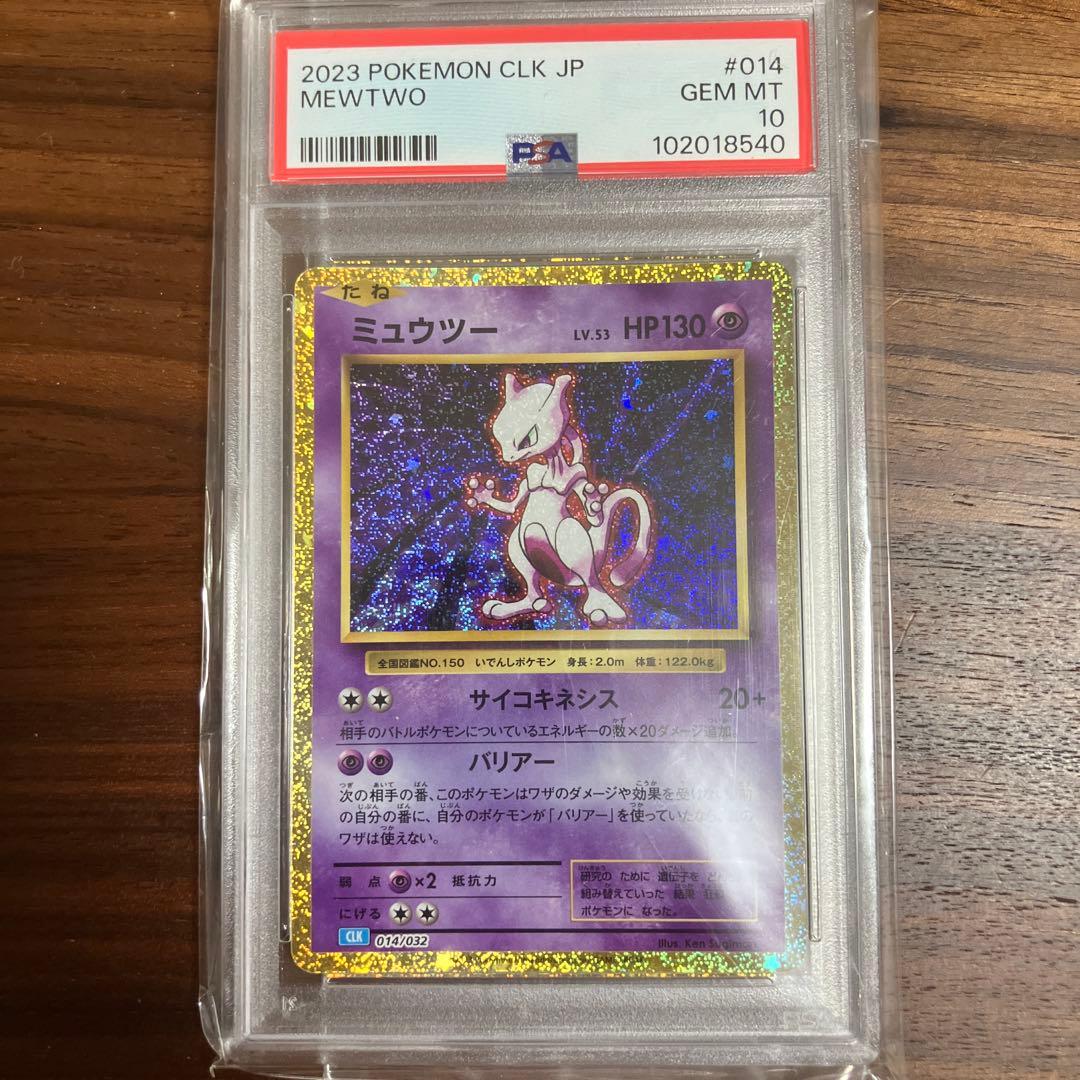 2023 POKEMON CLK JP
#014
MEWTWO
GEM MT
10
PSA
102018540
たね
ミュウツー LV.53 HP130
全国図鑑NO.150 いでんしポケモン 身長:2.0m 体重:122.0kg
サイコキネシス 20+
相手のバトルポケモンについているエネルギーの数×20ダメージ追加。
バリアー
次の相手の番、このポケモンはワザのダメージや効果を受け
の自分の番に、自分のポケモンが「バリアー」を使っていた
ワザは使えない。
弱点 ×2 抵抗力
にげる
研究の ために 遺伝子を
組み替えていった 結果
ポケモンに なった。
CLK 014/032
Illus. Ken Sugimori